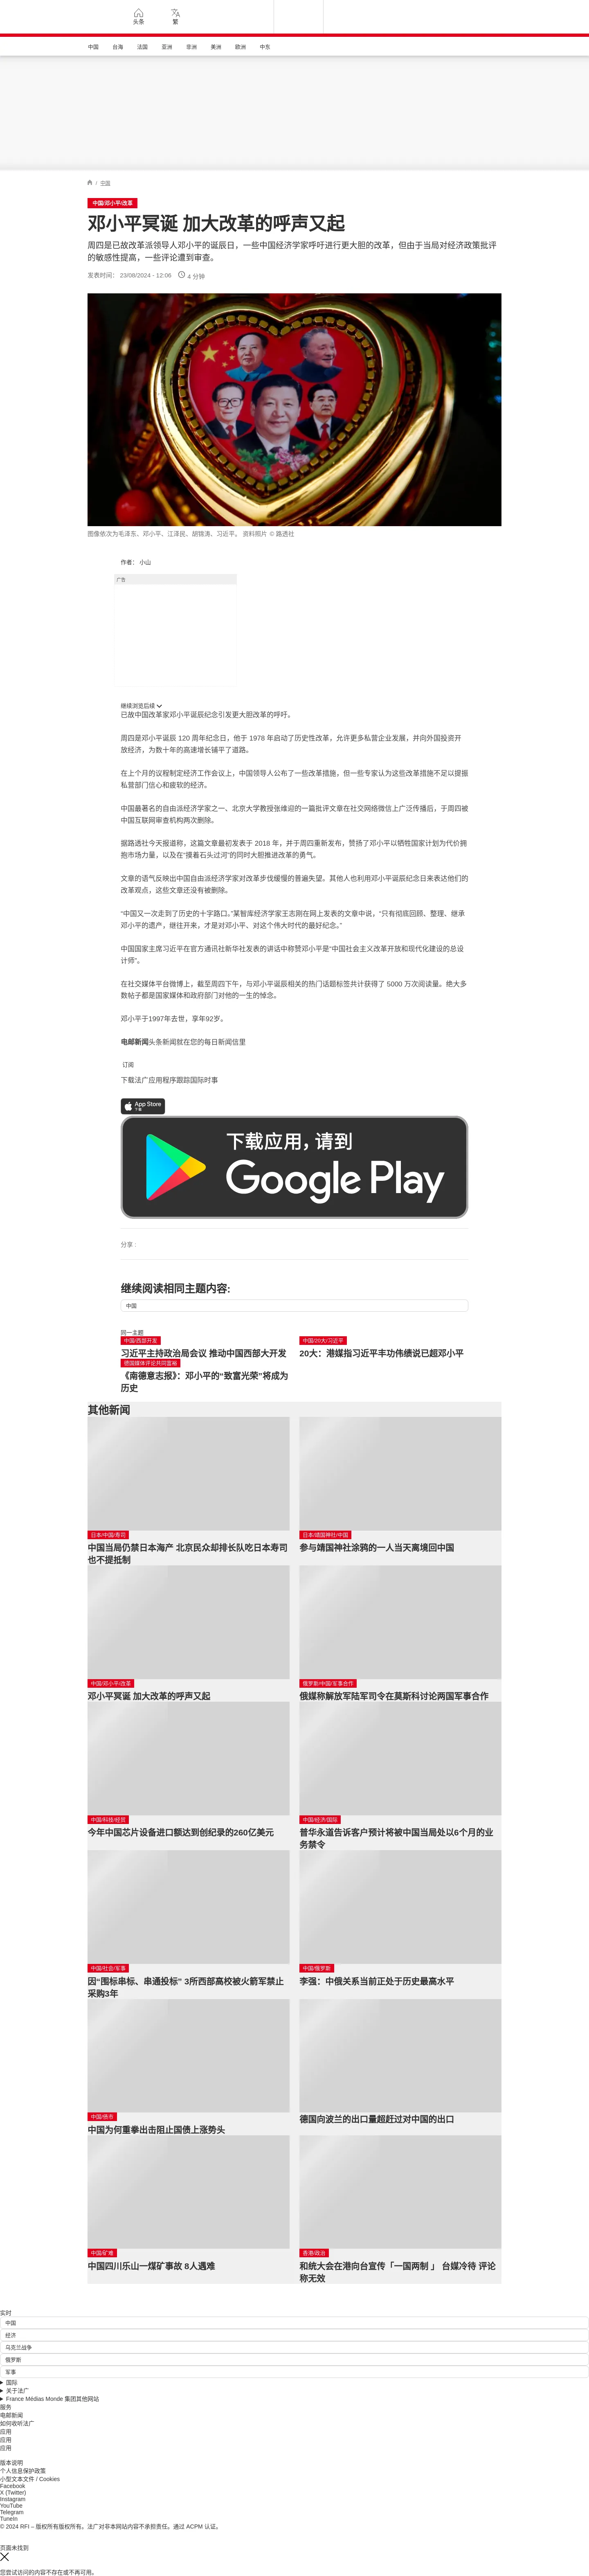 头条
繁
中国
台海
法国
亚洲
非洲
美洲
欧洲
中东
/ 中国
中国/邓小平/改革
邓小平冥诞 加大改革的呼声又起
周四是已故改革派领导人邓小平的诞辰日，一些中国经济学家呼吁进行更大胆的改革，但由于当局对经济政策批评
的敏感性提高，一些评论遭到审查。
发表时间： 23/08/2024 - 12:06
4 分钟
图像依次为毛泽东、邓小平、江泽民、胡锦涛、习近平。 资料照片 © 路透社
作者： 小山
广告
继续浏览后续
已故中国改革家邓小平诞辰纪念引发更大胆改革的呼吁。
周四是邓小平诞辰 120 周年纪念日，他于 1978 年启动了历史性改革，允许更多私营企业发展，并向外国投资开
放经济，为数十年的高速增长铺平了道路。
在上个月的议程制定经济工作会议上，中国领导人公布了一些改革措施，但一些专家认为这些改革措施不足以提振
私营部门信心和疲软的经济。
中国最著名的自由派经济学家之一、北京大学教授张维迎的一篇批评文章在社交网络微信上广泛传播后，于周四被
中国互联网审查机构两次删除。
据路透社今天报道称，这篇文章最初发表于 2018 年，并于周四重新发布，赞扬了邓小平以牺牲国家计划为代价拥
抱市场力量，以及在“摸着石头过河”的同时大胆推进改革的勇气。
文章的语气反映出中国自由派经济学家对改革步伐缓慢的普遍失望。其他人也利用邓小平诞辰纪念日来表达他们的
改革观点，这些文章还没有被删除。
“中国又一次走到了历史的十字路口。”某智库经济学家王志刚在网上发表的文章中说，“只有彻底回顾、整理、继承
邓小平的遗产，继往开来，才是对邓小平、对这个伟大时代的最好纪念。”
中国国家主席习近平在官方通讯社新华社发表的讲话中称赞邓小平是“中国社会主义改革开放和现代化建设的总设
计师”。
在社交媒体平台微博上，截至周四下午，与邓小平诞辰相关的热门话题标签共计获得了 5000 万次阅读量。绝大多
数帖子都是国家媒体和政府部门对他的一生的悼念。
邓小平于1997年去世，享年92岁。
电邮新闻头条新闻就在您的每日新闻信里
订阅
下载法广应用程序跟踪国际时事
App Store
下载
下载应用，请到
Google Play
分享 :
继续阅读相同主题内容:
中国
同一主题
中国/西部开发
习近平主持政治局会议 推动中国西部大开发
中国/20大/习近平
20大：港媒指习近平丰功伟绩说已超邓小平
德国媒体评论共同富裕
《南德意志报》：邓小平的“致富光荣”将成为
历史
其他新闻
日本/中国/寿司
中国当局仍禁日本海产 北京民众却排长队吃日本寿司
也不提抵制
日本/靖国神社/中国
参与靖国神社涂鸦的一人当天离境回中国
中国/邓小平/改革
邓小平冥诞 加大改革的呼声又起
俄罗斯/中国/军事合作
俄媒称解放军陆军司令在莫斯科讨论两国军事合作
中国/科技/经贸
今年中国芯片设备进口额达到创纪录的260亿美元
中国/经济/国际
普华永道告诉客户预计将被中国当局处以6个月的业
务禁令
中国/社会/军事
因“围标串标、串通投标” 3所西部高校被火箭军禁止
采购3年
中国/俄罗斯
李强：中俄关系当前正处于历史最高水平
中国/债市
中国为何重拳出击阻止国债上涨势头
德国向波兰的出口量超赶过对中国的出口
中国/矿难
中国四川乐山一煤矿事故 8人遇难
香港/政治
和统大会在港向台宣传「一国两制 」 台媒冷待 评论
称无效
实时
中国
经济
乌克兰战争
俄罗斯
军事
国际
关于法广
France Médias Monde 集团其他网站
服务
电邮新闻
如何收听法广
应用
应用
应用
版本说明
个人信息保护政策
小型文本文件 / Cookies
Facebook
X (Twitter)
Instagram
YouTube
Telegram
TuneIn
© 2024 RFI – 版权所有版权所有。法广对非本网站内容不承担责任。通过 ACPM 认证。
页面未找到
您尝试访问的内容不存在或不再可用。